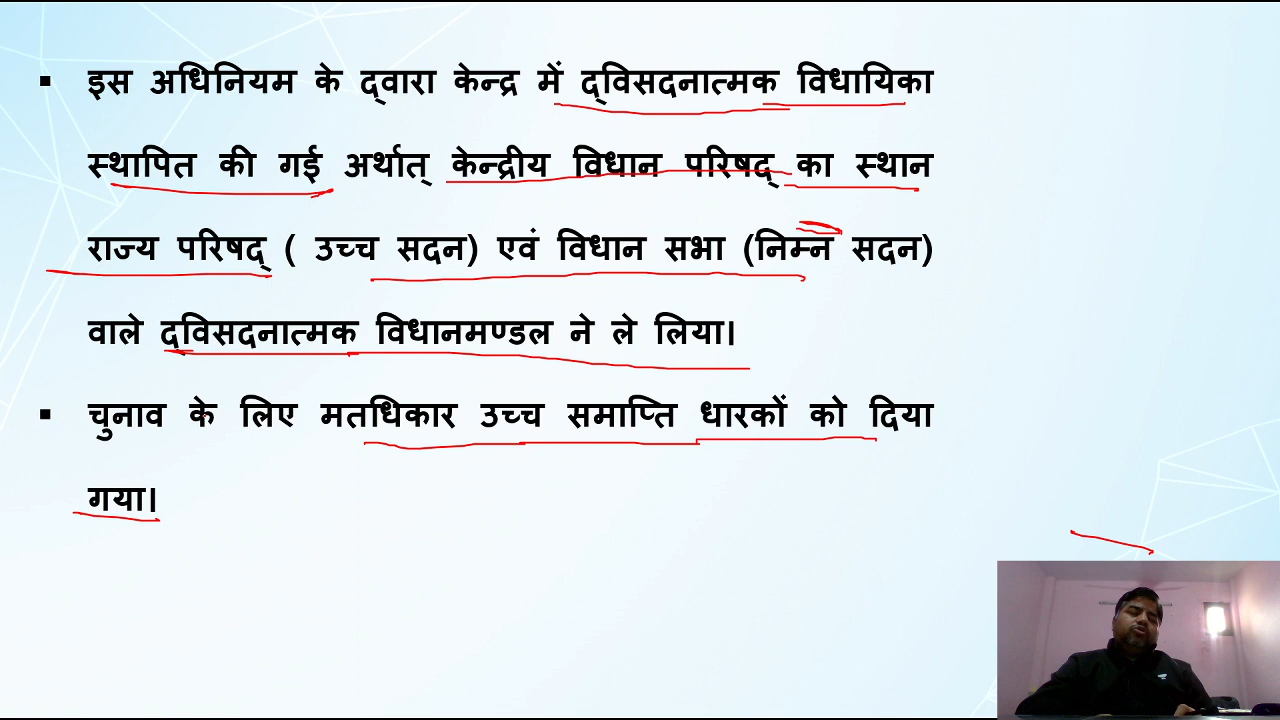 ▪ इस अधिनियम के द्वारा केन्द्र में द्विसदनात्मक विधायिका
स्थापित की गई अर्थात् केन्द्रीय विधान परिषद् का स्थान
राज्य परिषद् ( उच्च सदन) एवं विधान सभा (निम्न सदन)
वाले द्विसदनात्मक विधानमण्डल ने ले लिया।
▪ चुनाव के लिए मतधिकार उच्च समाप्ति धारकों को दिया
गया।